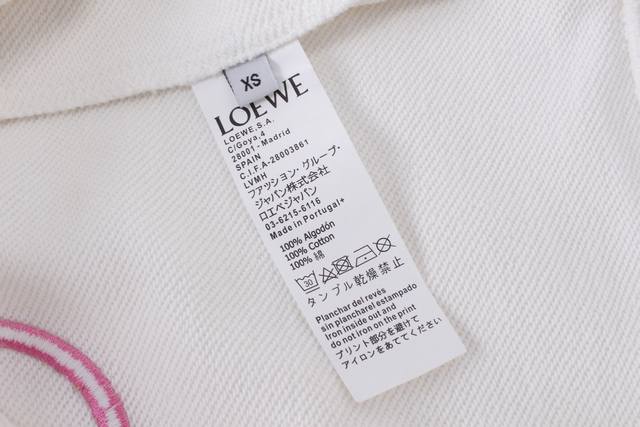 XS
LOEWE
LOEWE,S.A.
C/Goya,4
28001-Madrid
SPAIN
C.I.F.A-28003861
LVMH
ファッション・グループ・
ジャパン株式会社
ロエベジャパン
03-6215-6116
Made in Portugal+
100% Algodón
100% Cotton
100% 綿
30
タンブル乾燥禁止
Planchar del revés
sin plancharel estampado
Iron inside out and
do not iron on the print
プリント部分を避けて
アイロンをあててください